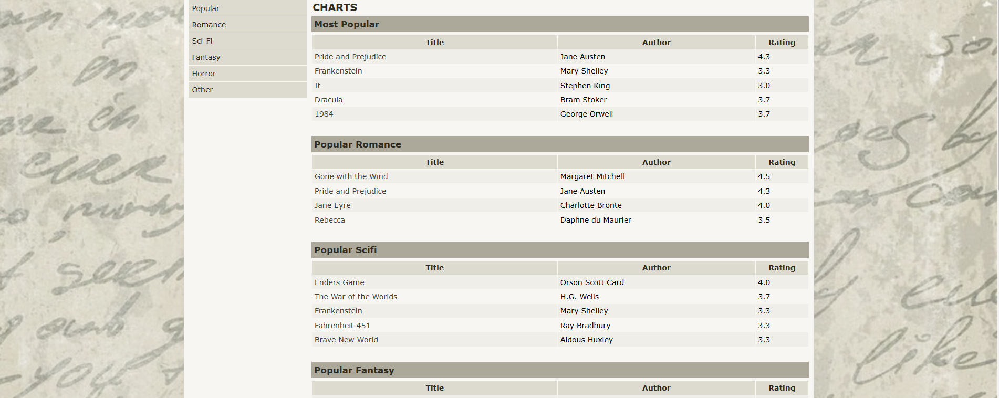 Popular
Romance
Sci-Fi
Fantasy
Horror
Other
CHARTS
Most Popular
Title Author Rating
Pride and Prejudice Jane Austen 4.3
Frankenstein Mary Shelley 3.3
It Stephen King 3.0
Dracula Bram Stoker 3.7
1984 George Orwell 3.7
Popular Romance
Title Author Rating
Gone with the Wind Margaret Mitchell 4.5
Pride and Prejudice Jane Austen 4.3
Jane Eyre Charlotte Brontë 4.0
Rebecca Daphne du Maurier 3.5
Popular Scifi
Title Author Rating
Enders Game Orson Scott Card 4.0
The War of the Worlds H.G. Wells 3.7
Frankenstein Mary Shelley 3.3
Fahrenheit 451 Ray Bradbury 3.3
Brave New World Aldous Huxley 3.3
Popular Fantasy
Title Author Rating
ever
seem
like